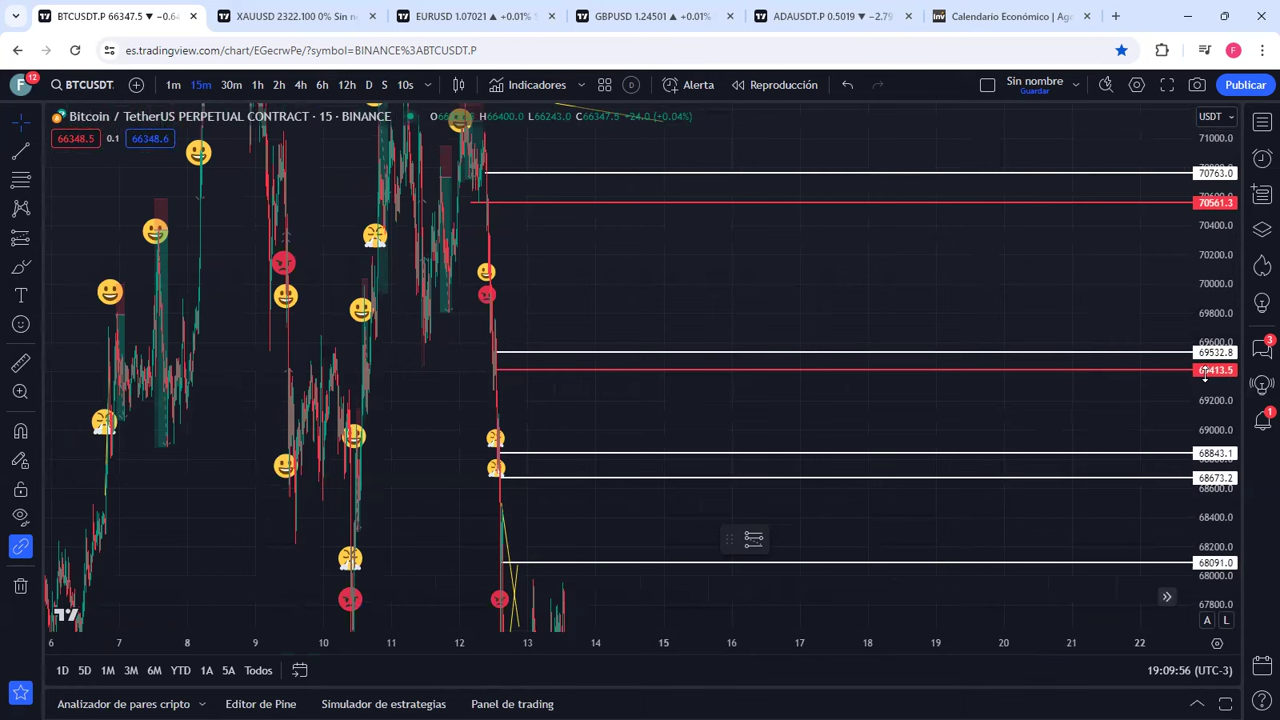 BTCUSDT.P 66347.5 ▼ −0.64
XAUUSD 2322.100 0% Sin n
EURUSD 1.07021 ▲ +0.01%
GBPUSD 1.24501 ▲ +0.01%
ADAUSDT.P 0.5019 ▼ −2.79
Calendario Económico | Age
es.tradingview.com/chart/EGecrwPe/?symbol=BINANCE%3ABTCUSDT.P
F
F 12 BTCUSDT. 1m 15m 30m 1h 2h 4h 6h 12h D S 10s Indicadores Alerta Reproducción Sin nombre Guardar Publicar
Bitcoin / TetherUS PERPETUAL CONTRACT · 15 · BINANCE H66400.0 L66243.0 C66347.5 +24.0 (+0.04%)
USDT
66348.5 0.1 66348.6
71000.0
70763.0
70561.3
70400.0
70200.0
70000.0
69800.0
69600.0
69532.8
69200.0
69000.0
68843.1
68673.2
68600.0
68400.0
68200.0
68091.0
68000.0
67800.0
A L
3
1
6 7 8 9 10 11 12 13 14 15 16 17 18 19 20 21 22
1D 5D 1M 3M 6M YTD 1A 5A Todos 19:09:56 (UTC-3)
Analizador de pares cripto Editor de Pine Simulador de estrategias Panel de trading